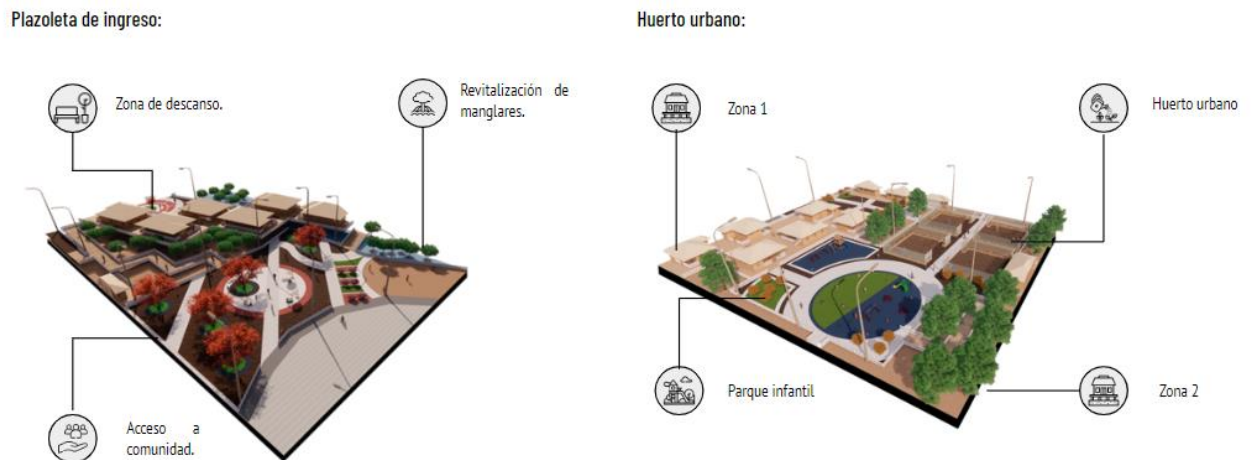 Plazoleta de ingreso:
Zona de descanso.
Revitalización de
manglares.
Acceso a
comunidad.
Huerto urbano:
Zona 1
Huerto urbano
Parque infantil
Zona 2